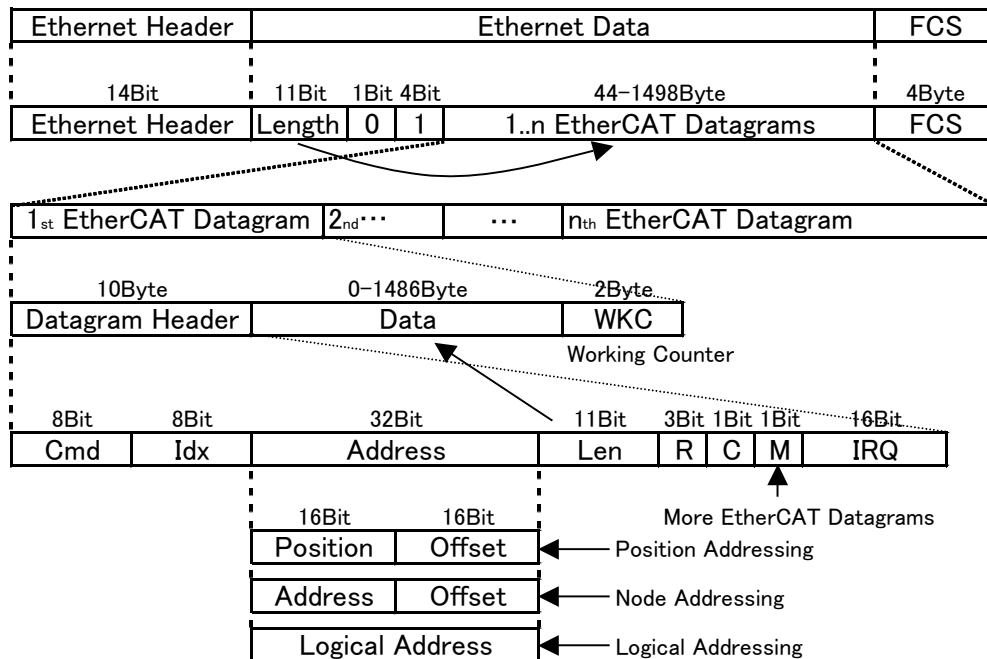 Ethernet Header Ethernet Data FCS
14Bit 11Bit 1Bit 4Bit 44-1498Byte 4Byte
Ethernet Header Length 0 1 1..n EtherCAT Datagrams FCS
1st EtherCAT Datagram 2nd… … nth EtherCAT Datagram
10Byte 0-1486Byte 2Byte
Datagram Header Data WKC
Working Counter
8Bit 8Bit 32Bit 11Bit 3Bit 1Bit 1Bit 16Bit
Cmd Idx Address Len R C M IRQ
16Bit 16Bit More EtherCAT Datagrams
Position Offset Position Addressing
Address Offset Node Addressing
Logical Address Logical Addressing